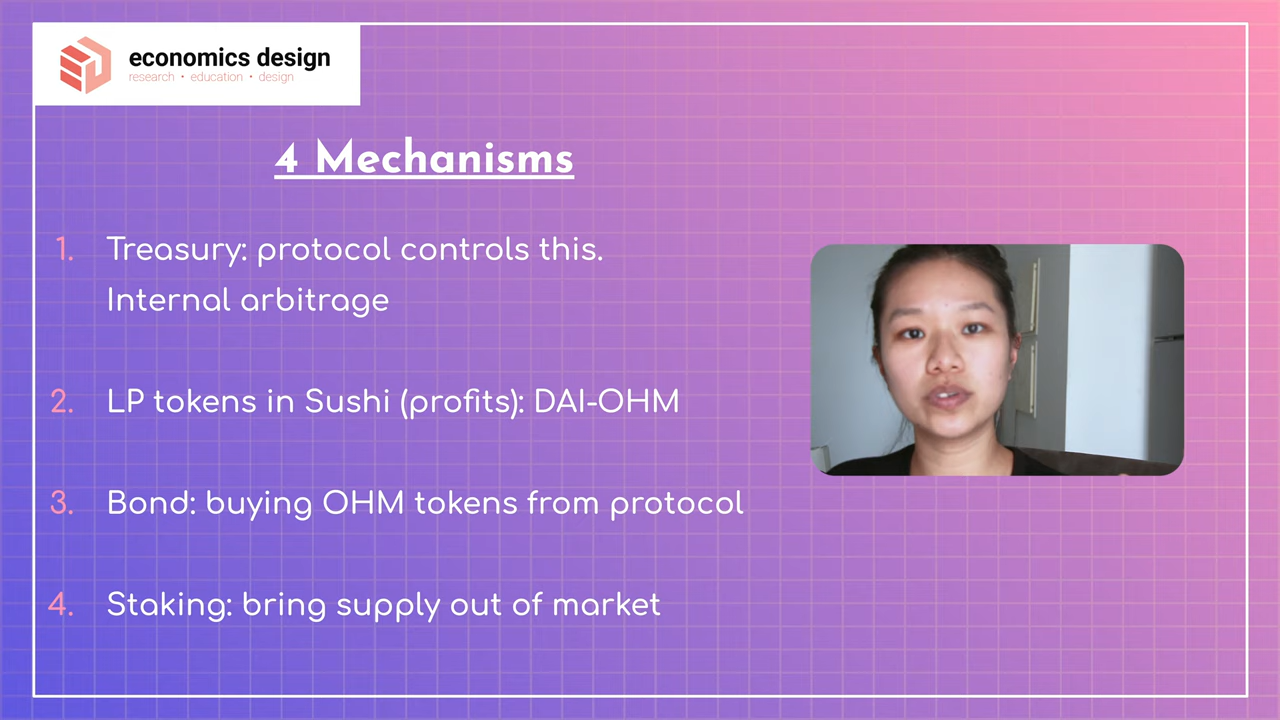 economics design
research • education • design
4 Mechanisms
1. Treasury: protocol controls this.
Internal arbitrage
2. LP tokens in Sushi (profits): DAI-OHM
3. Bond: buying OHM tokens from protocol
4. Staking: bring supply out of market